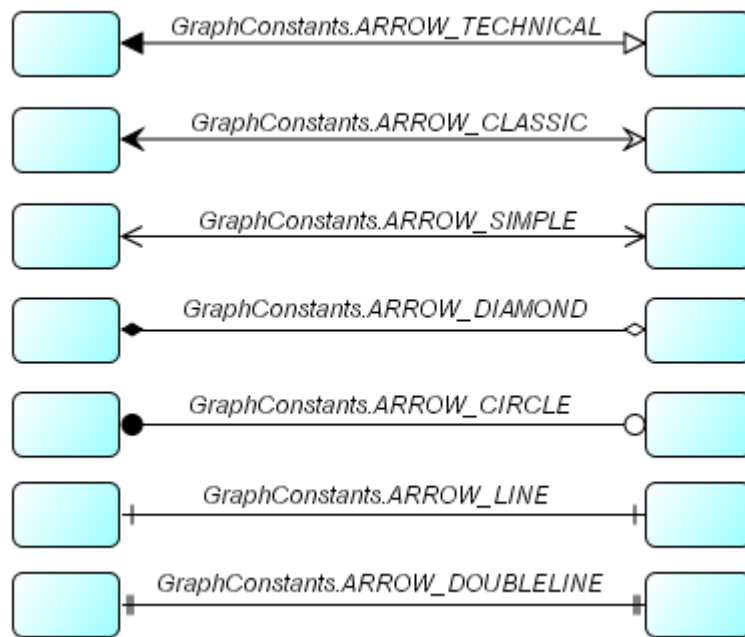 GraphConstants.ARROW_TECHNICAL
GraphConstants.ARROW_CLASSIC
GraphConstants.ARROW_SIMPLE
GraphConstants.ARROW_DIAMOND
GraphConstants.ARROW_CIRCLE
GraphConstants.ARROW_LINE
GraphConstants.ARROW_DOUBLELINE